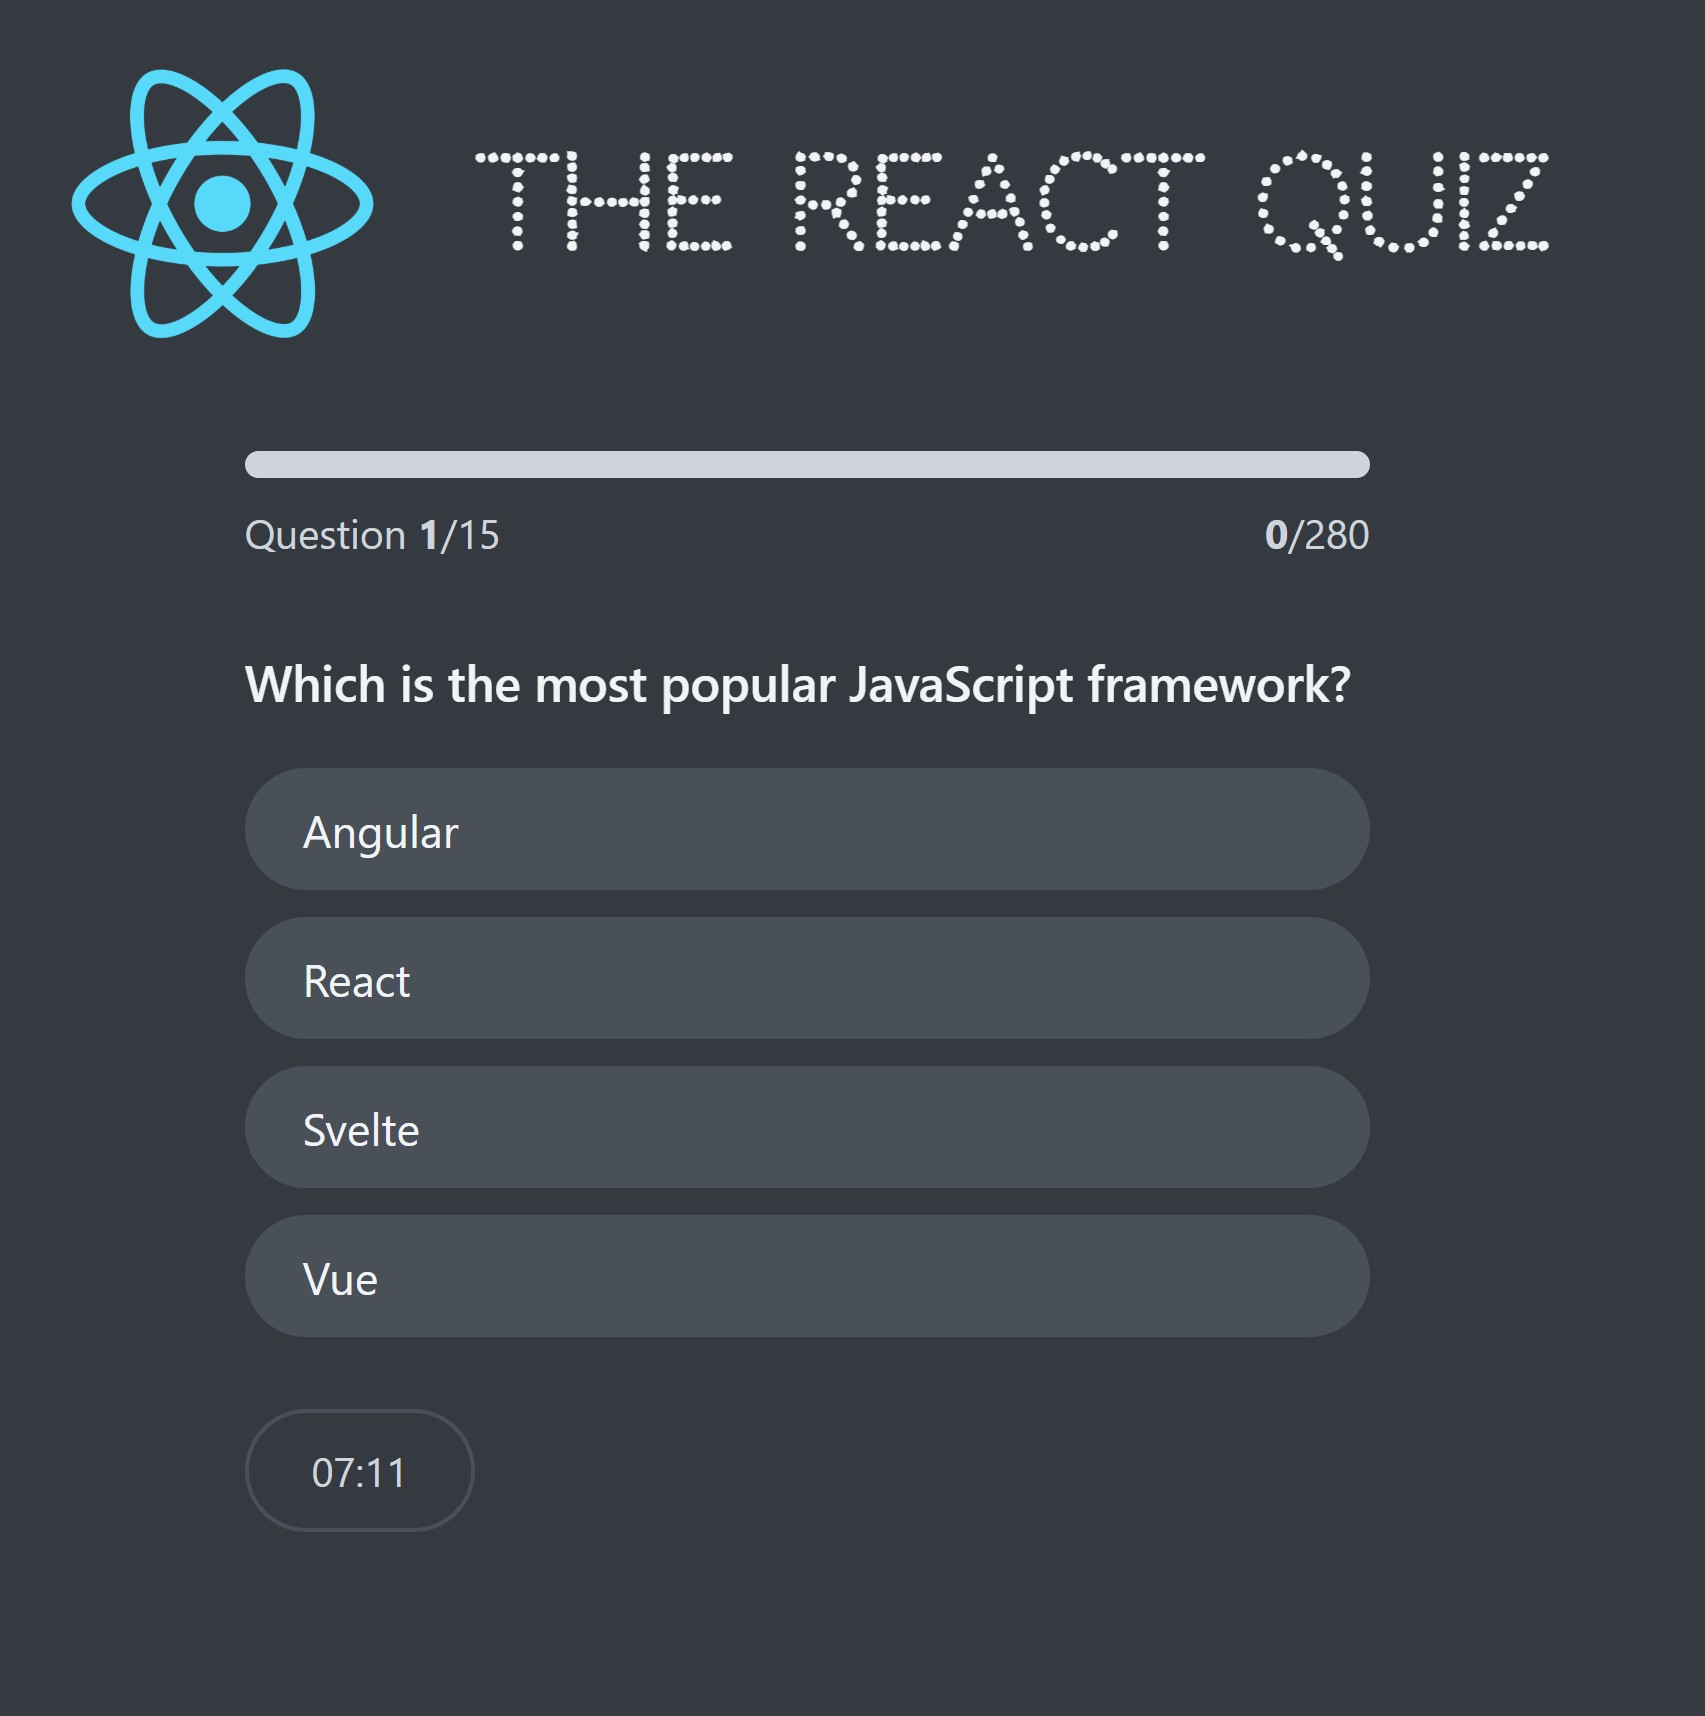 THE REACT QUIZ
Question 1/15
0/280
Which is the most popular JavaScript framework?
Angular
React
Svelte
Vue
07:11